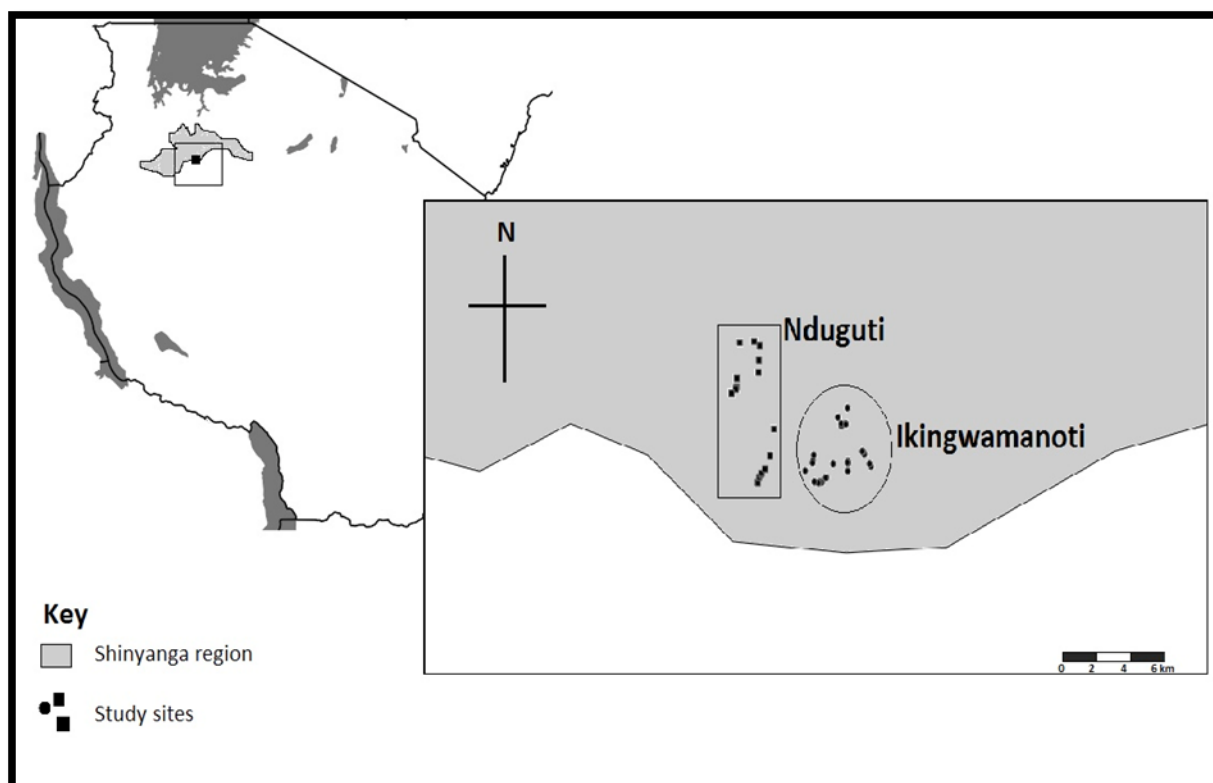 N
Nduguti
Ikingwamanoti
Key
Shinyanga region
Study sites
0 2 4 6 km